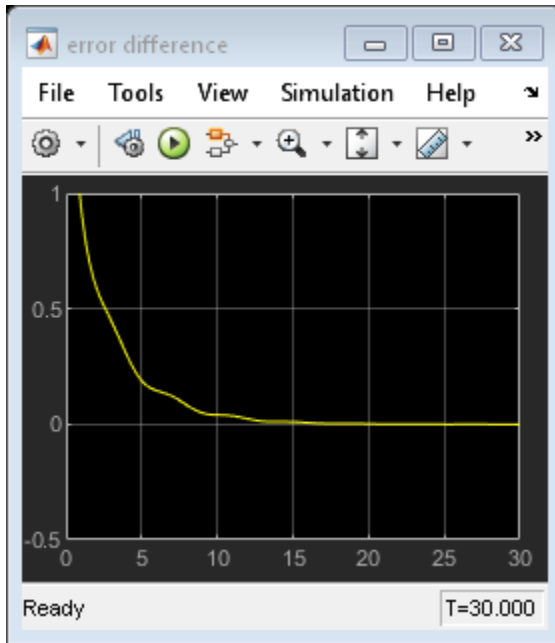 error difference
File Tools View Simulation Help
1
0.5
0
-0.5
0 5 10 15 20 25 30
Ready T=30.000